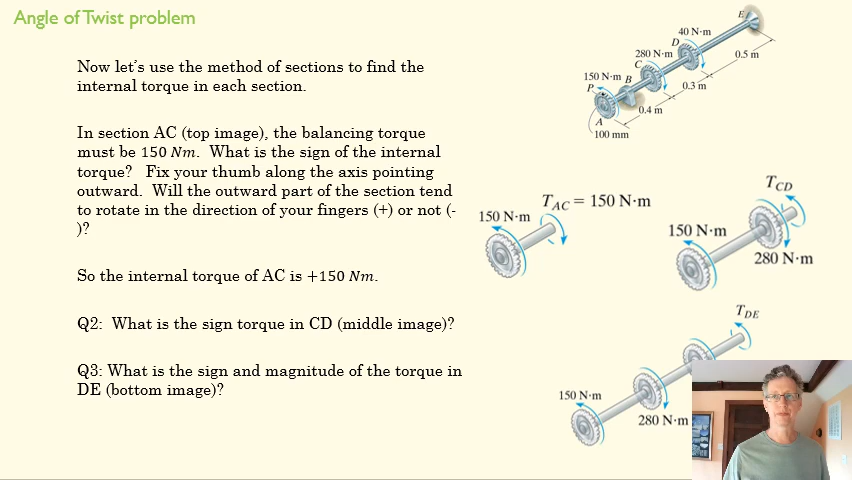 Angle of Twist problem
Now let's use the method of sections to find the
internal torque in each section.
In section AC (top image), the balancing torque
must be 150 Nm. What is the sign of the internal
torque? Fix your thumb along the axis pointing
outward. Will the outward part of the section tend
to rotate in the direction of your fingers (+) or not (-
)?
So the internal torque of AC is +150 Nm.
Q2: What is the sign torque in CD (middle image)?
Q3: What is the sign and magnitude of the torque in
DE (bottom image)?
E
40 N·m
D
280 N·m
C
0.5 m
150 N·m B
P
0.3 m
0.4 m
A
100 mm
TCD
TAC = 150 N·m
150 N·m
150 N·m
280 N·m
TDE
150 N·m
280 N·m